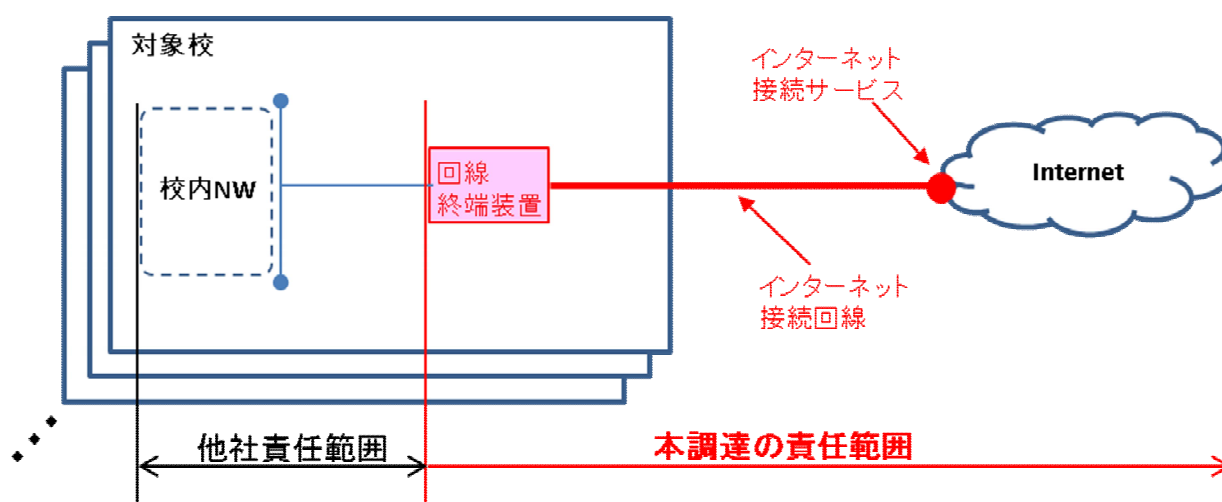 対象校
インターネット
接続サービス
校内NW
回線
終端装置
Internet
インターネット
接続回線
他社責任範囲
本調達の責任範囲